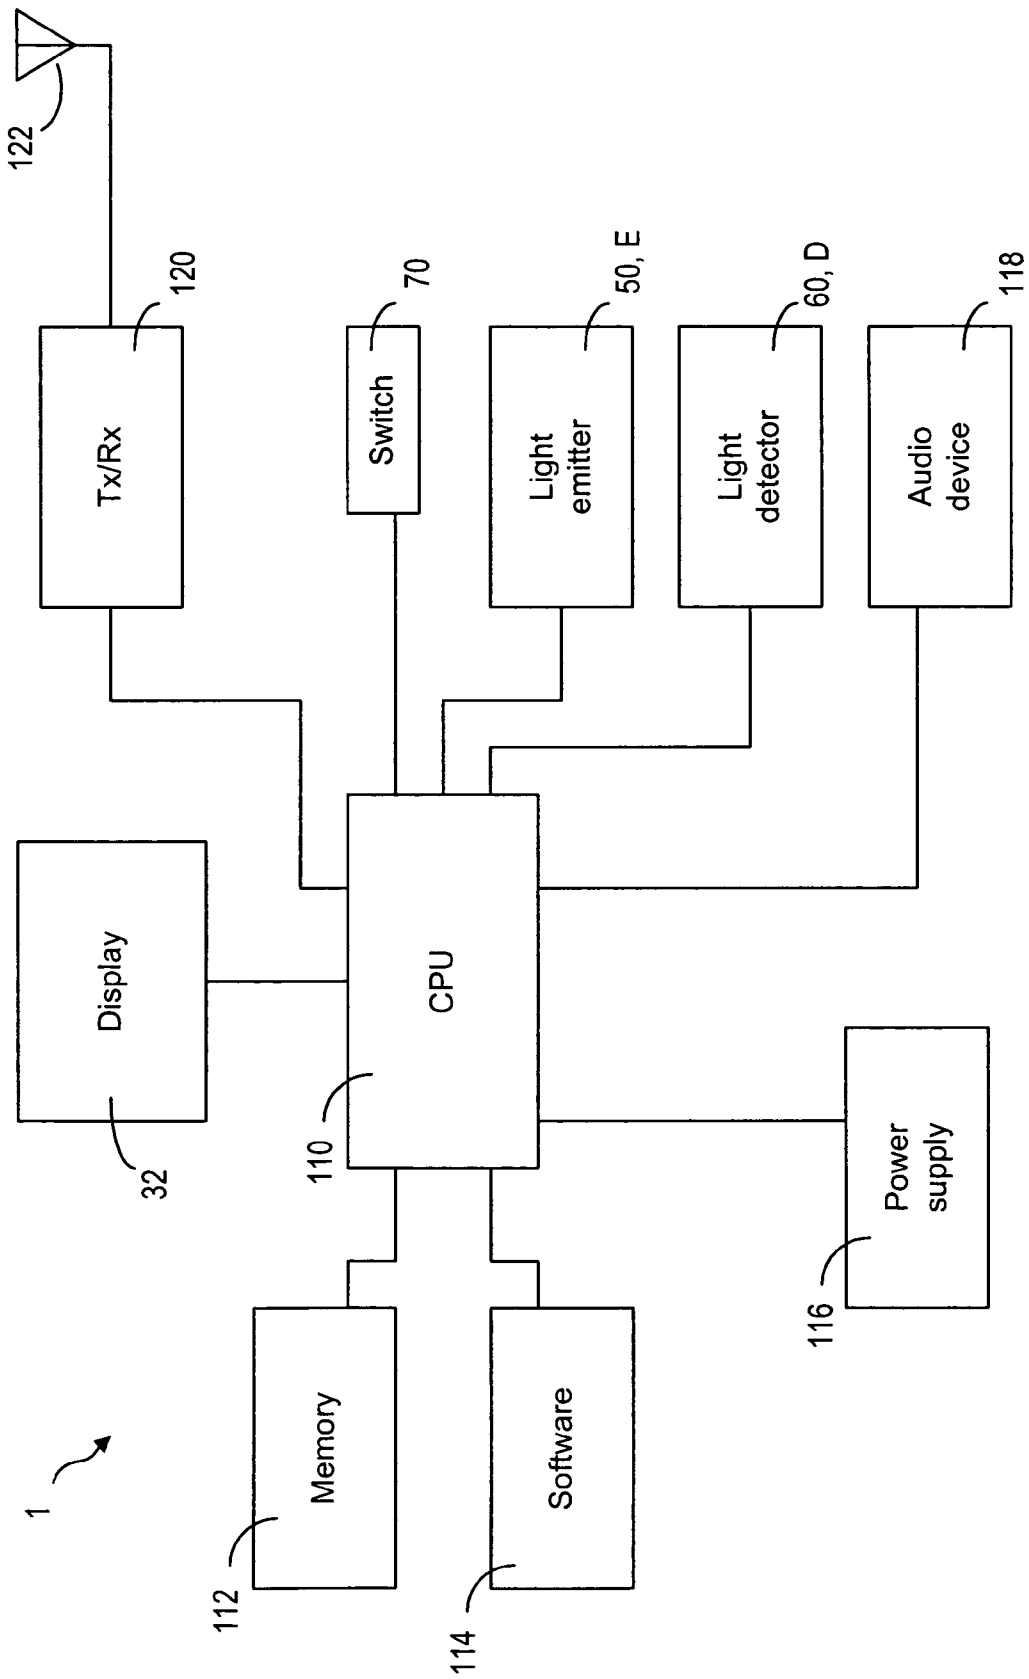 1
32
Display
Tx/Rx
120
122
112
Memory
110
CPU
Switch
70
114
Software
Light
emitter
50, E
Light
detector
60, D
116
Power
supply
Audio
device
118